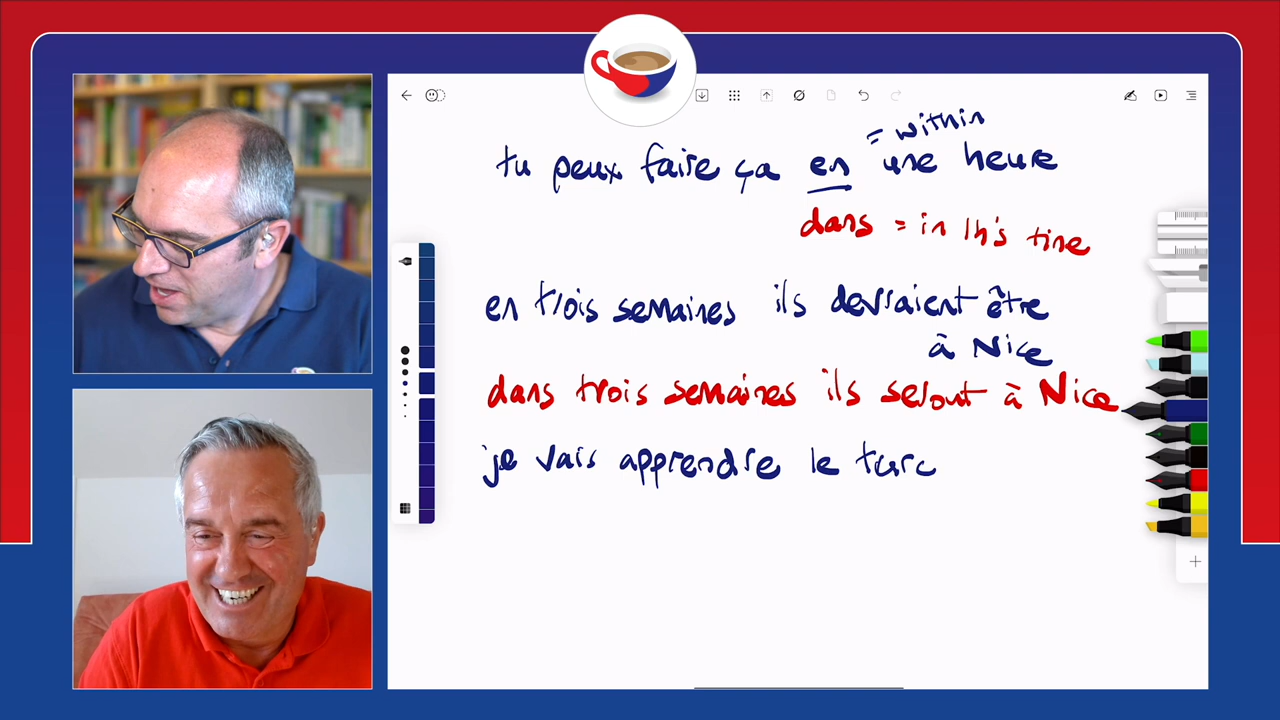 = within
tu peux faire ça en une heure
dans = in 1h's time
en trois semaines ils devraient être
à Nice
dans trois semaines ils seront à Nice
je vais apprendre le turc